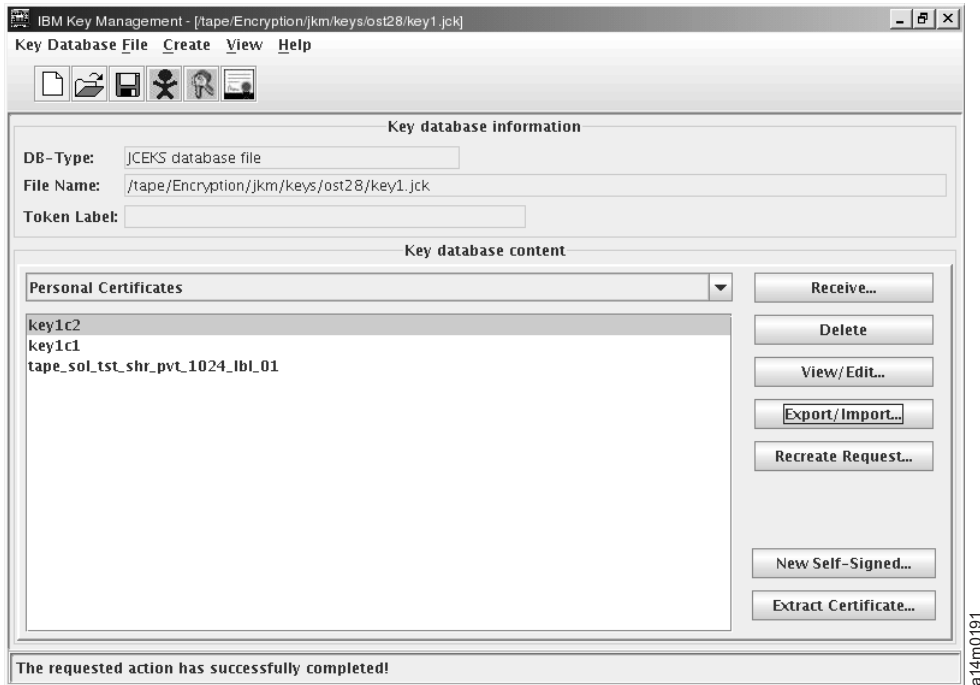 IBM Key Management - [/tape/Encryption/jkm/keys/ost28/key1.jck]
Key Database File Create View Help
Key database information
DB-Type: JCEKS database file
File Name: /tape/Encryption/jkm/keys/ost28/key1.jck
Token Label:
Key database content
Personal Certificates
Receive...
key1c2
key1c1
tape_sol_tst_shr_pvt_1024_lbl_01
Delete
View/Edit...
Export/Import...
Recreate Request...
New Self-Signed...
Extract Certificate...
The requested action has successfully completed!
a14m0191